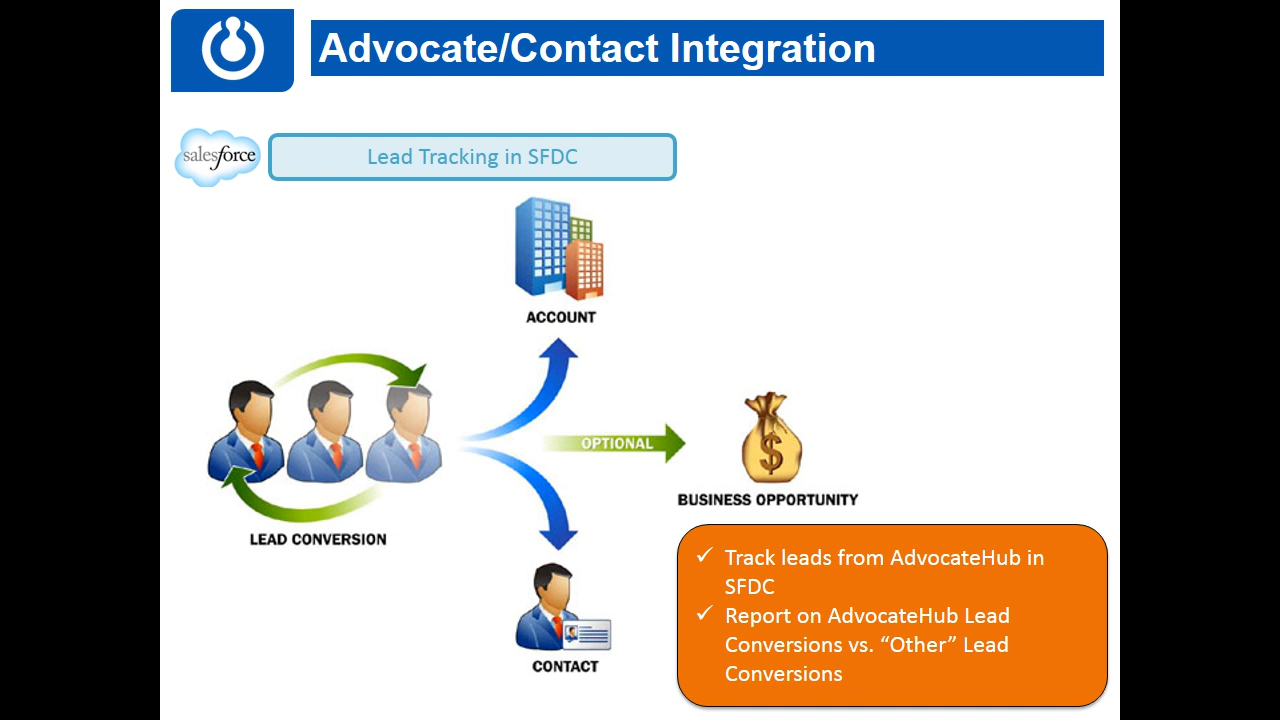 Advocate/Contact Integration
salesforce
Lead Tracking in SFDC
ACCOUNT
OPTIONAL
$
BUSINESS OPPORTUNITY
LEAD CONVERSION
CONTACT
✓ Track leads from AdvocateHub in
SFDC
✓ Report on AdvocateHub Lead
Conversions vs. “Other” Lead
Conversions